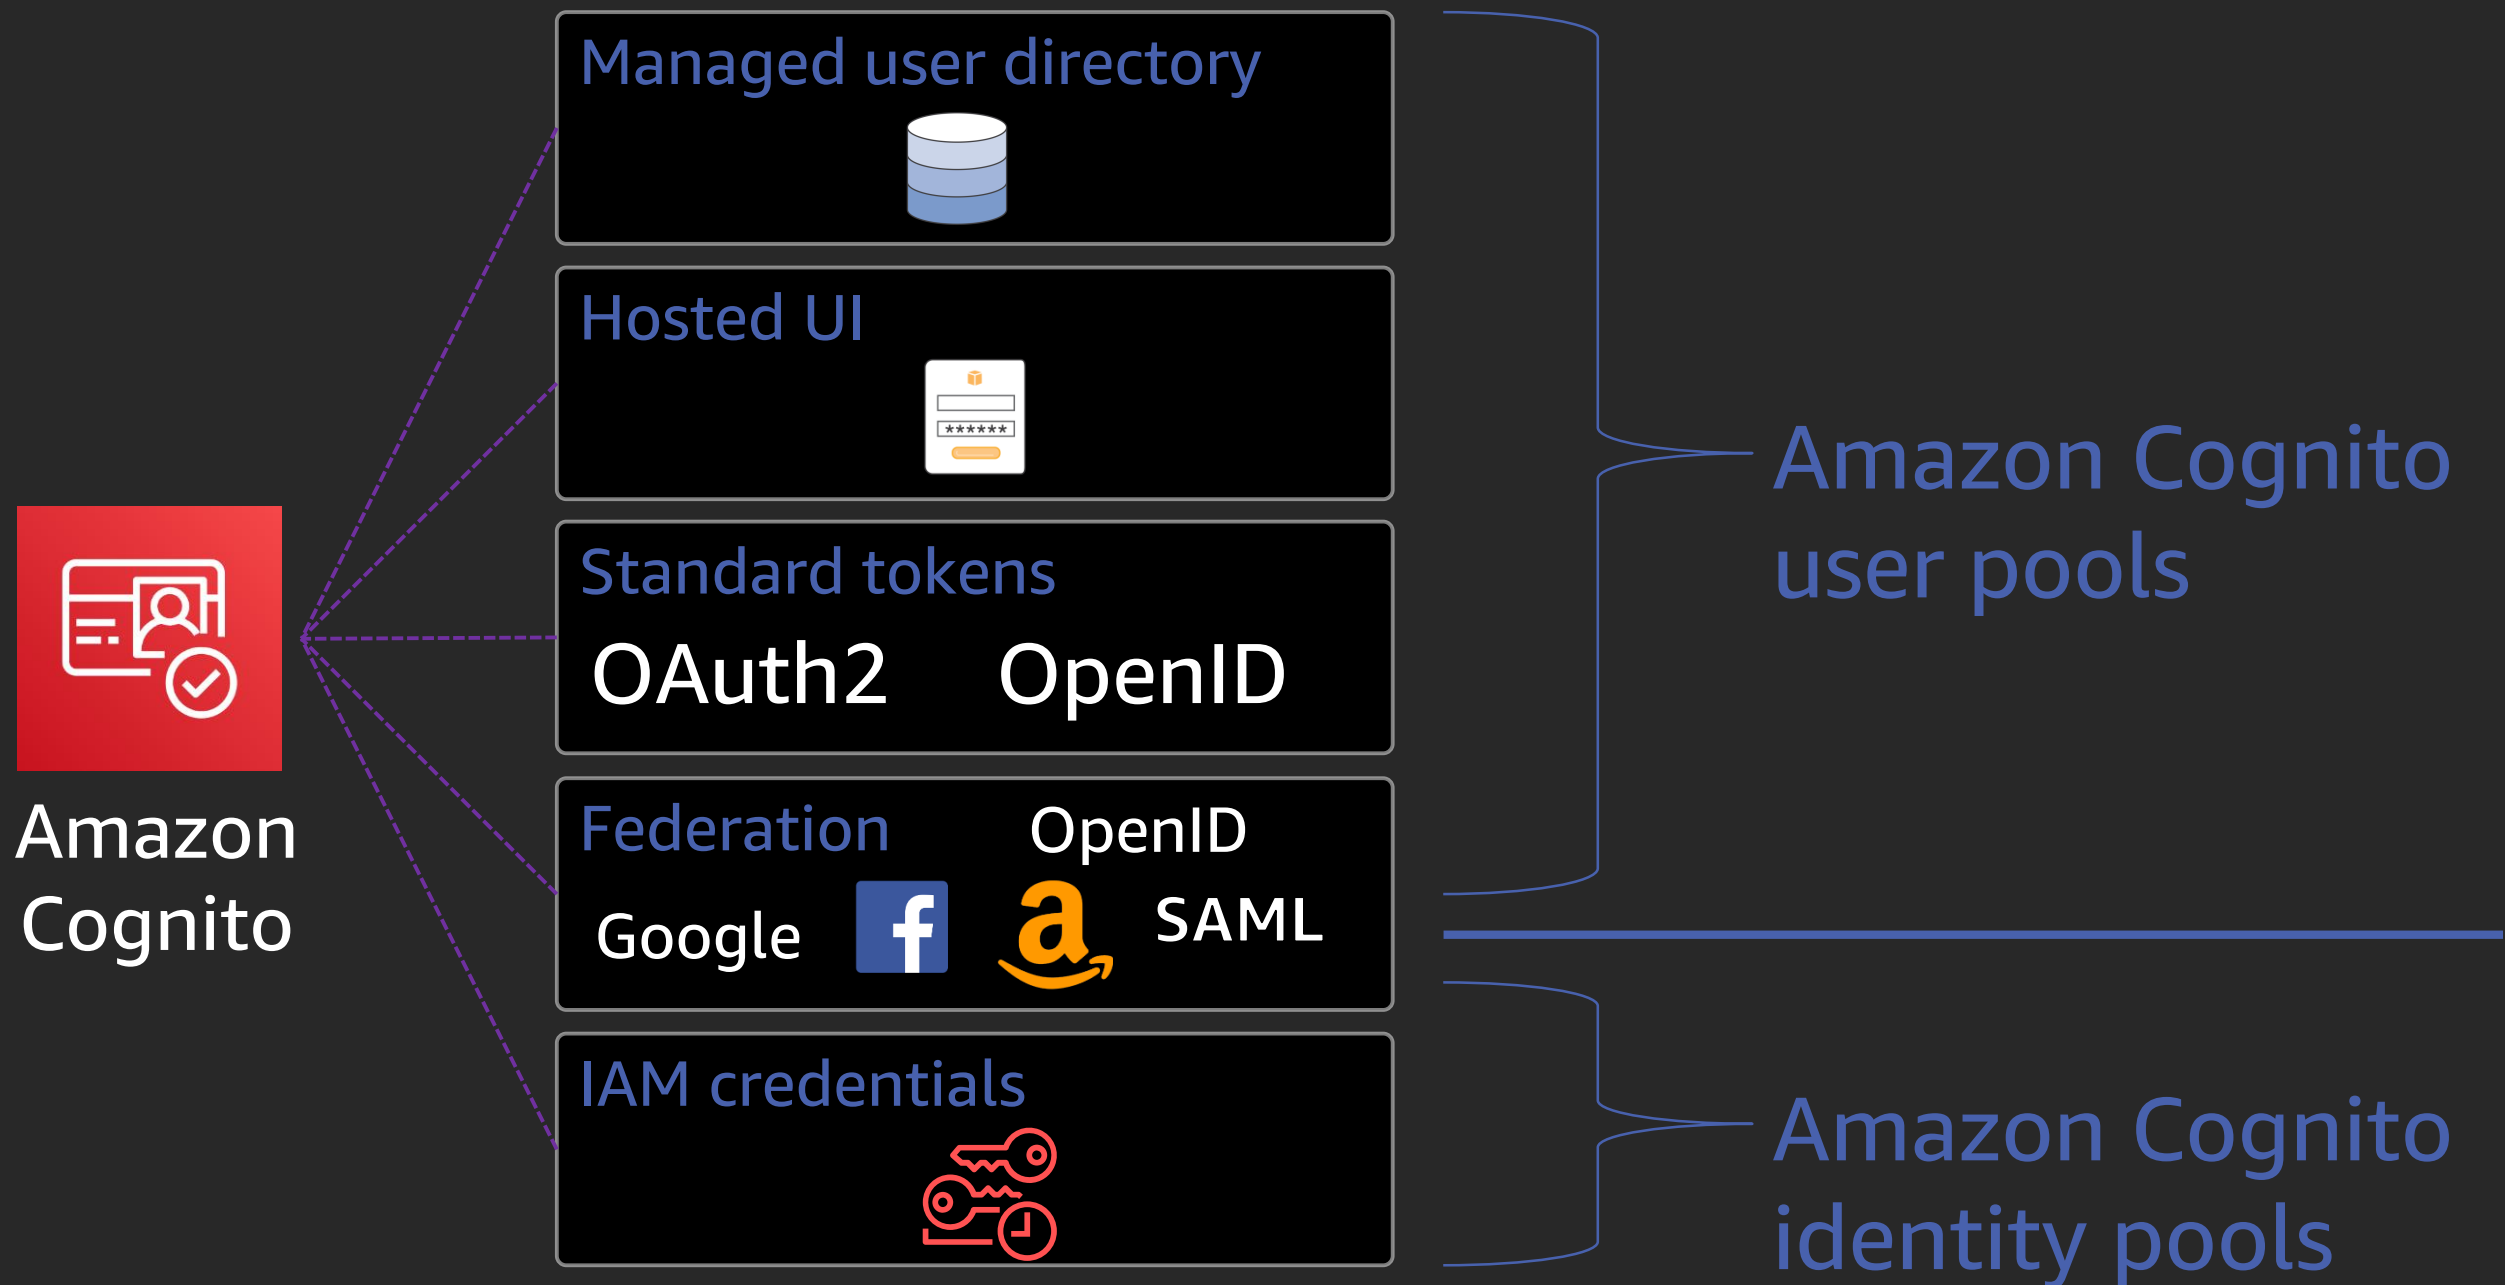 Managed user directory
Hosted UI
******
Standard tokens
OAuth2 OpenID
Federation OpenID
Google f a SAML
IAM credentials
Amazon
Cognito
Amazon Cognito
user pools
Amazon Cognito
identity pools